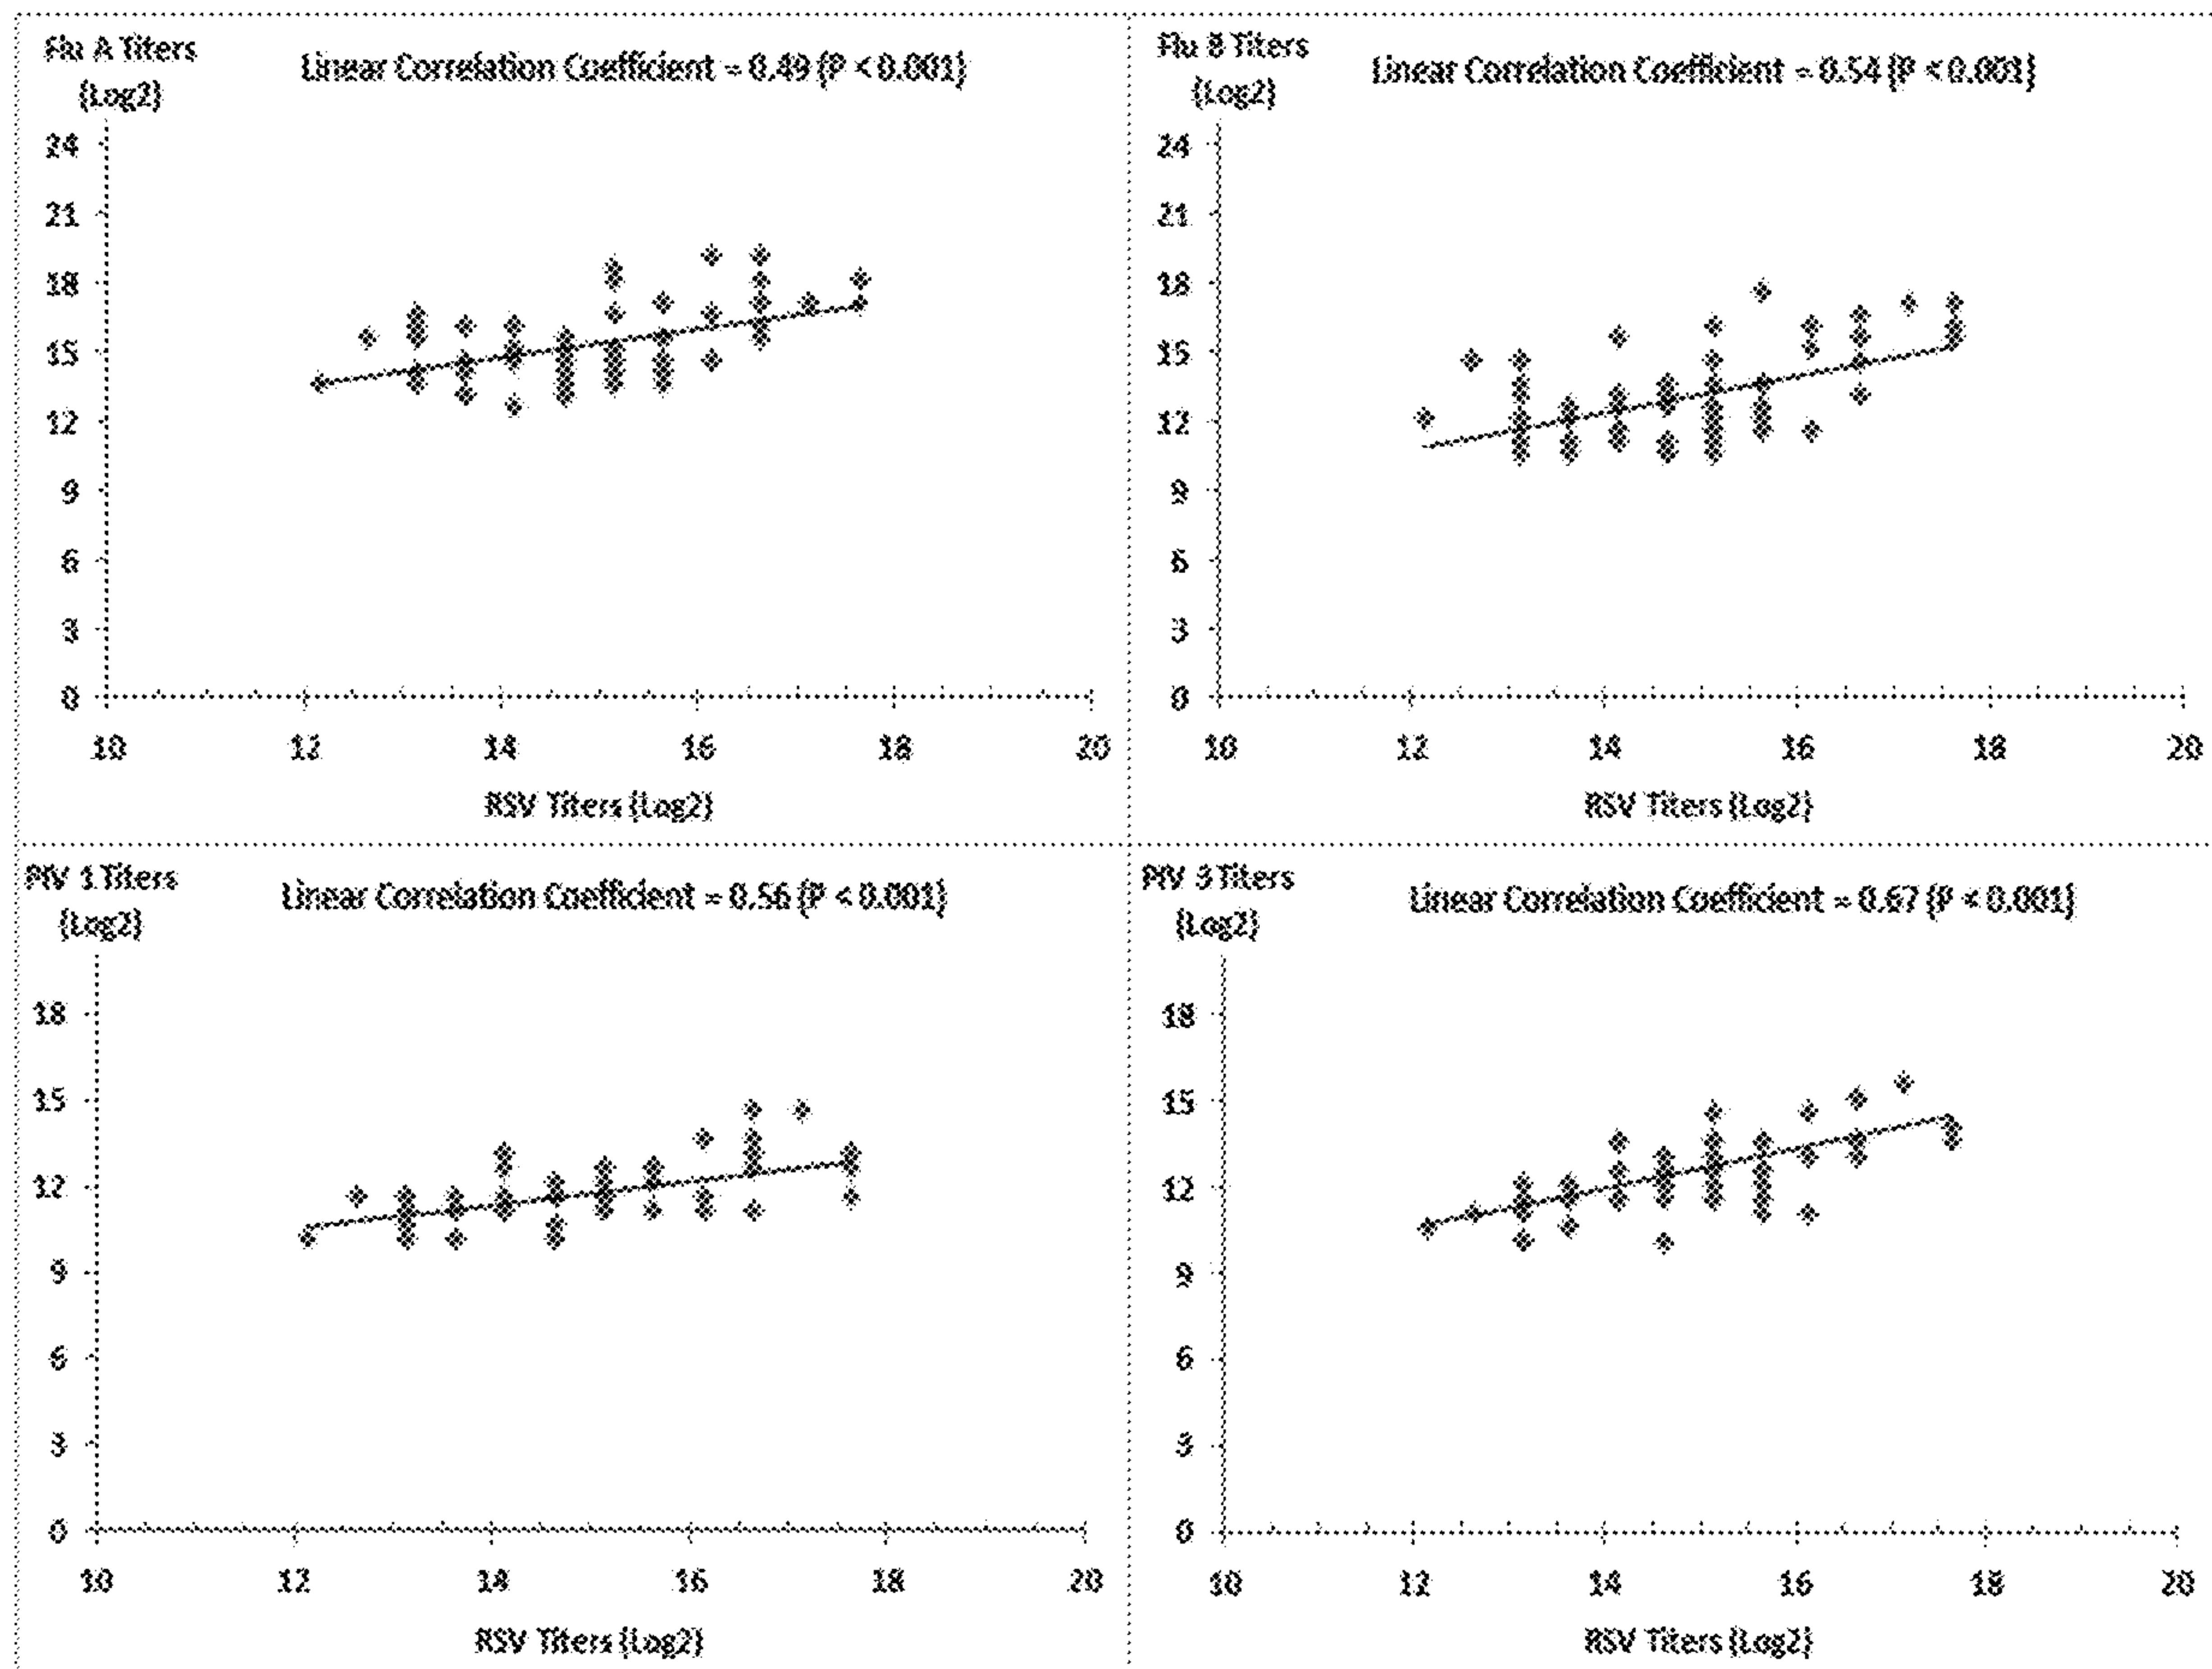 Flu A Titers
(Log2)
Linear Correlation Coefficient = 0.49 (P < 0.001)
24
21
18
15
12
9
6
3
0
10 12 14 16 18 20
RSV Titers (Log2)
Flu B Titers
(Log2)
Linear Correlation Coefficient = 0.54 (P < 0.001)
24
21
18
15
12
9
6
3
0
10 12 14 16 18 20
RSV Titers (Log2)
PIV 1 Titers
(Log2)
Linear Correlation Coefficient = 0.56 (P < 0.001)
18
15
12
9
6
3
0
10 12 14 16 18 20
RSV Titers (Log2)
PIV 3 Titers
(Log2)
Linear Correlation Coefficient = 0.67 (P < 0.001)
18
15
12
9
6
3
0
10 12 14 16 18 20
RSV Titers (Log2)